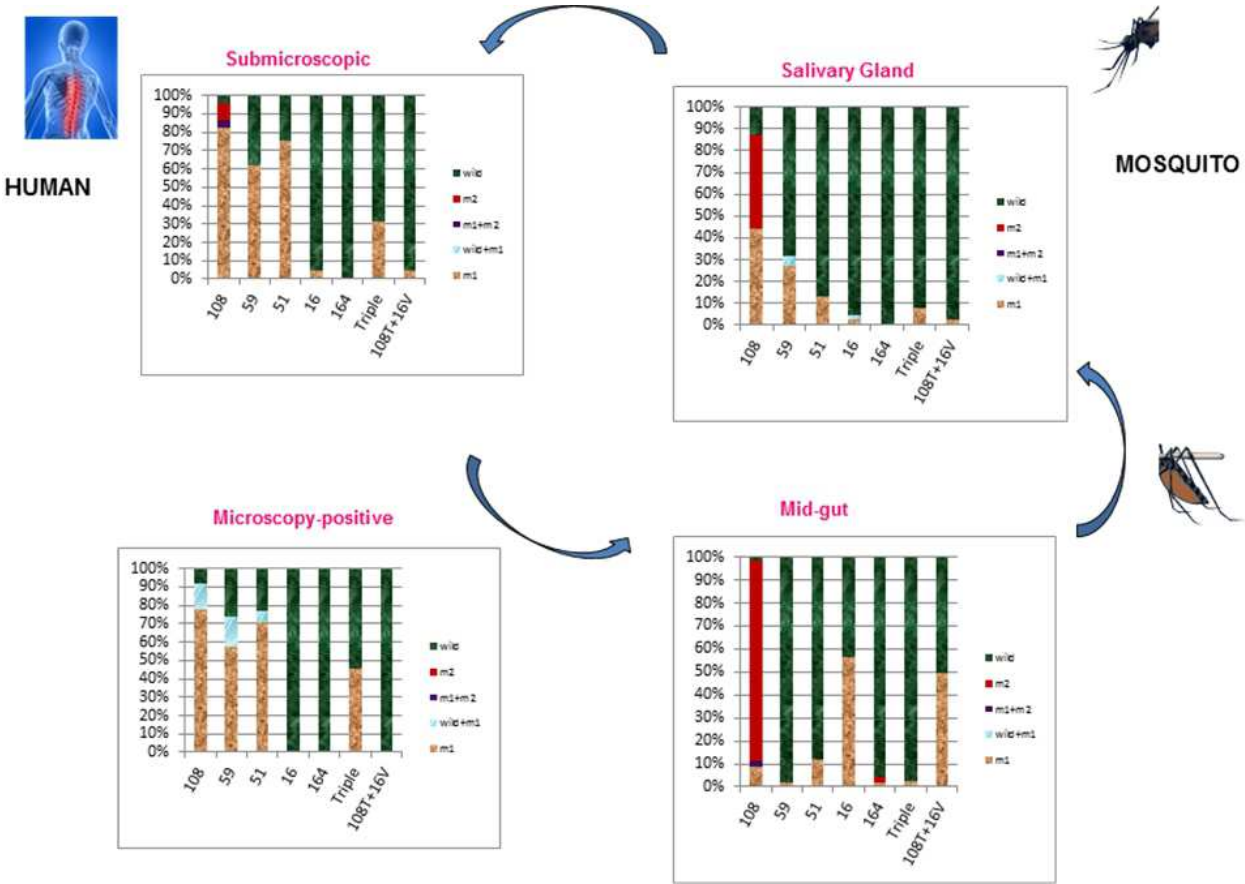 HUMAN
MOSQUITO
Submicroscopic
100%
90%
80%
70%
60%
50%
40%
30%
20%
10%
0%
108
59
51
16
164
Triple
108T+16V
wild
m2
m1+m2
wild+m1
m1
Salivary Gland
100%
90%
80%
70%
60%
50%
40%
30%
20%
10%
0%
108
59
51
16
164
Triple
108T+16V
wild
m2
m1+m2
wild+m1
m1
Microscopy-positive
100%
90%
80%
70%
60%
50%
40%
30%
20%
10%
0%
108
59
51
16
164
Triple
108T+16V
wild
m2
m1+m2
wild+m1
m1
Mid-gut
100%
90%
80%
70%
60%
50%
40%
30%
20%
10%
0%
108
59
51
16
164
Triple
108T+16V
wild
m2
m1+m2
wild+m1
m1